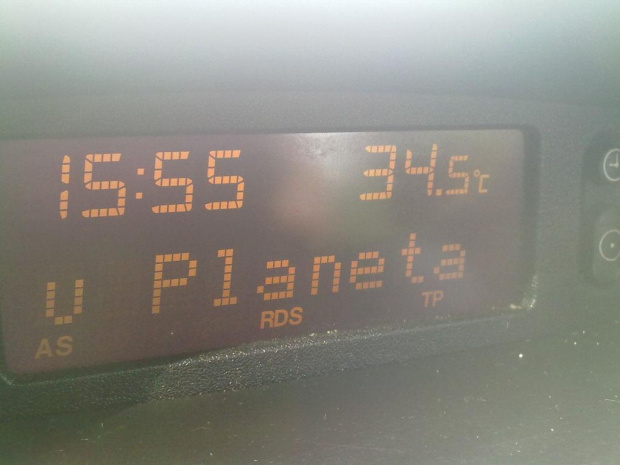 15:55 34.5°C
v Planeta
AS RDS TP